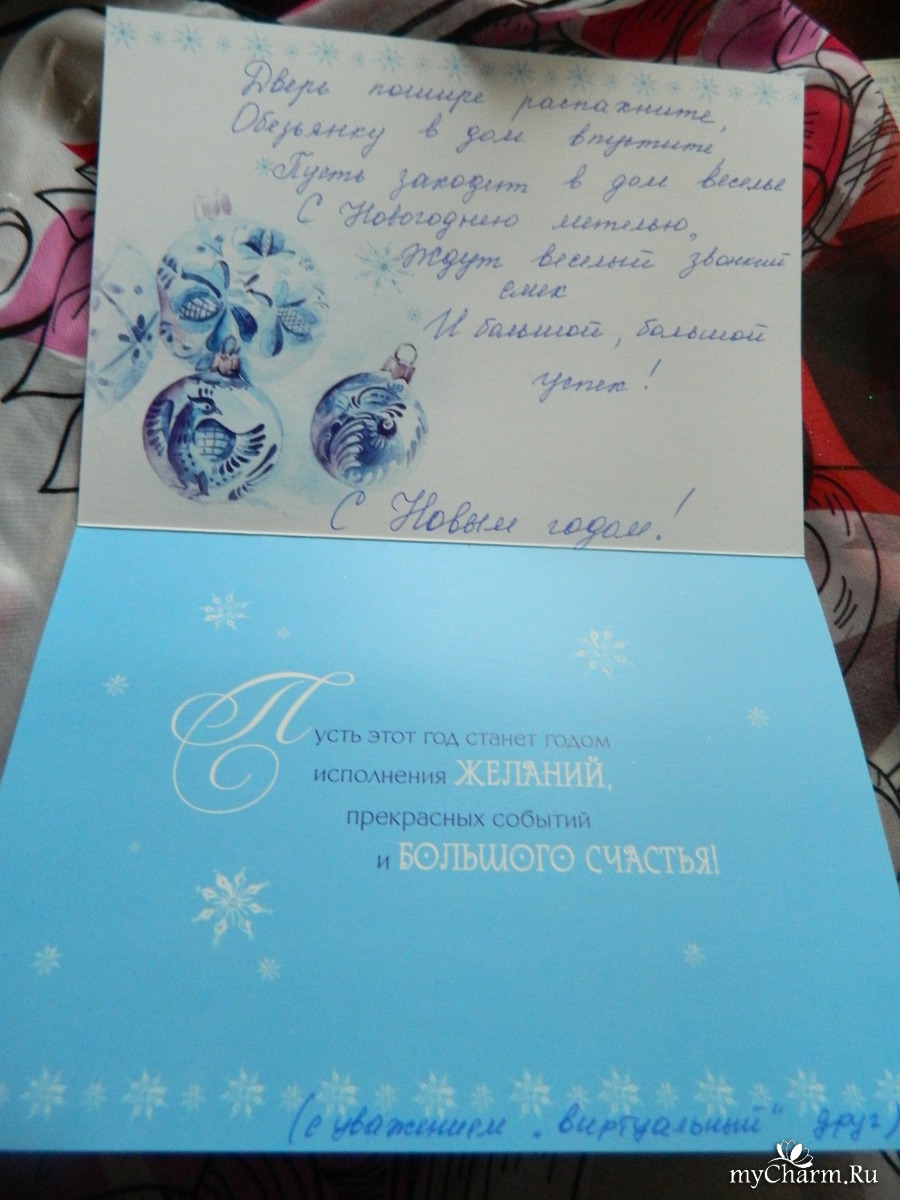 Дверь пошире распахните,
Обезьянку в дом впустите,
Пусть заходит в дом веселье
С Новогоднею метелью,
Ждут веселый звонкий
смех
И большой, большой
успех!
С Новым годом!
Пусть этот год станет годом
исполнения ЖЕЛАНИЙ,
прекрасных событий
и БОЛЬШОГО СЧАСТЬЯ!
(с уважением „виртуальный" друг)
myCharm.Ru